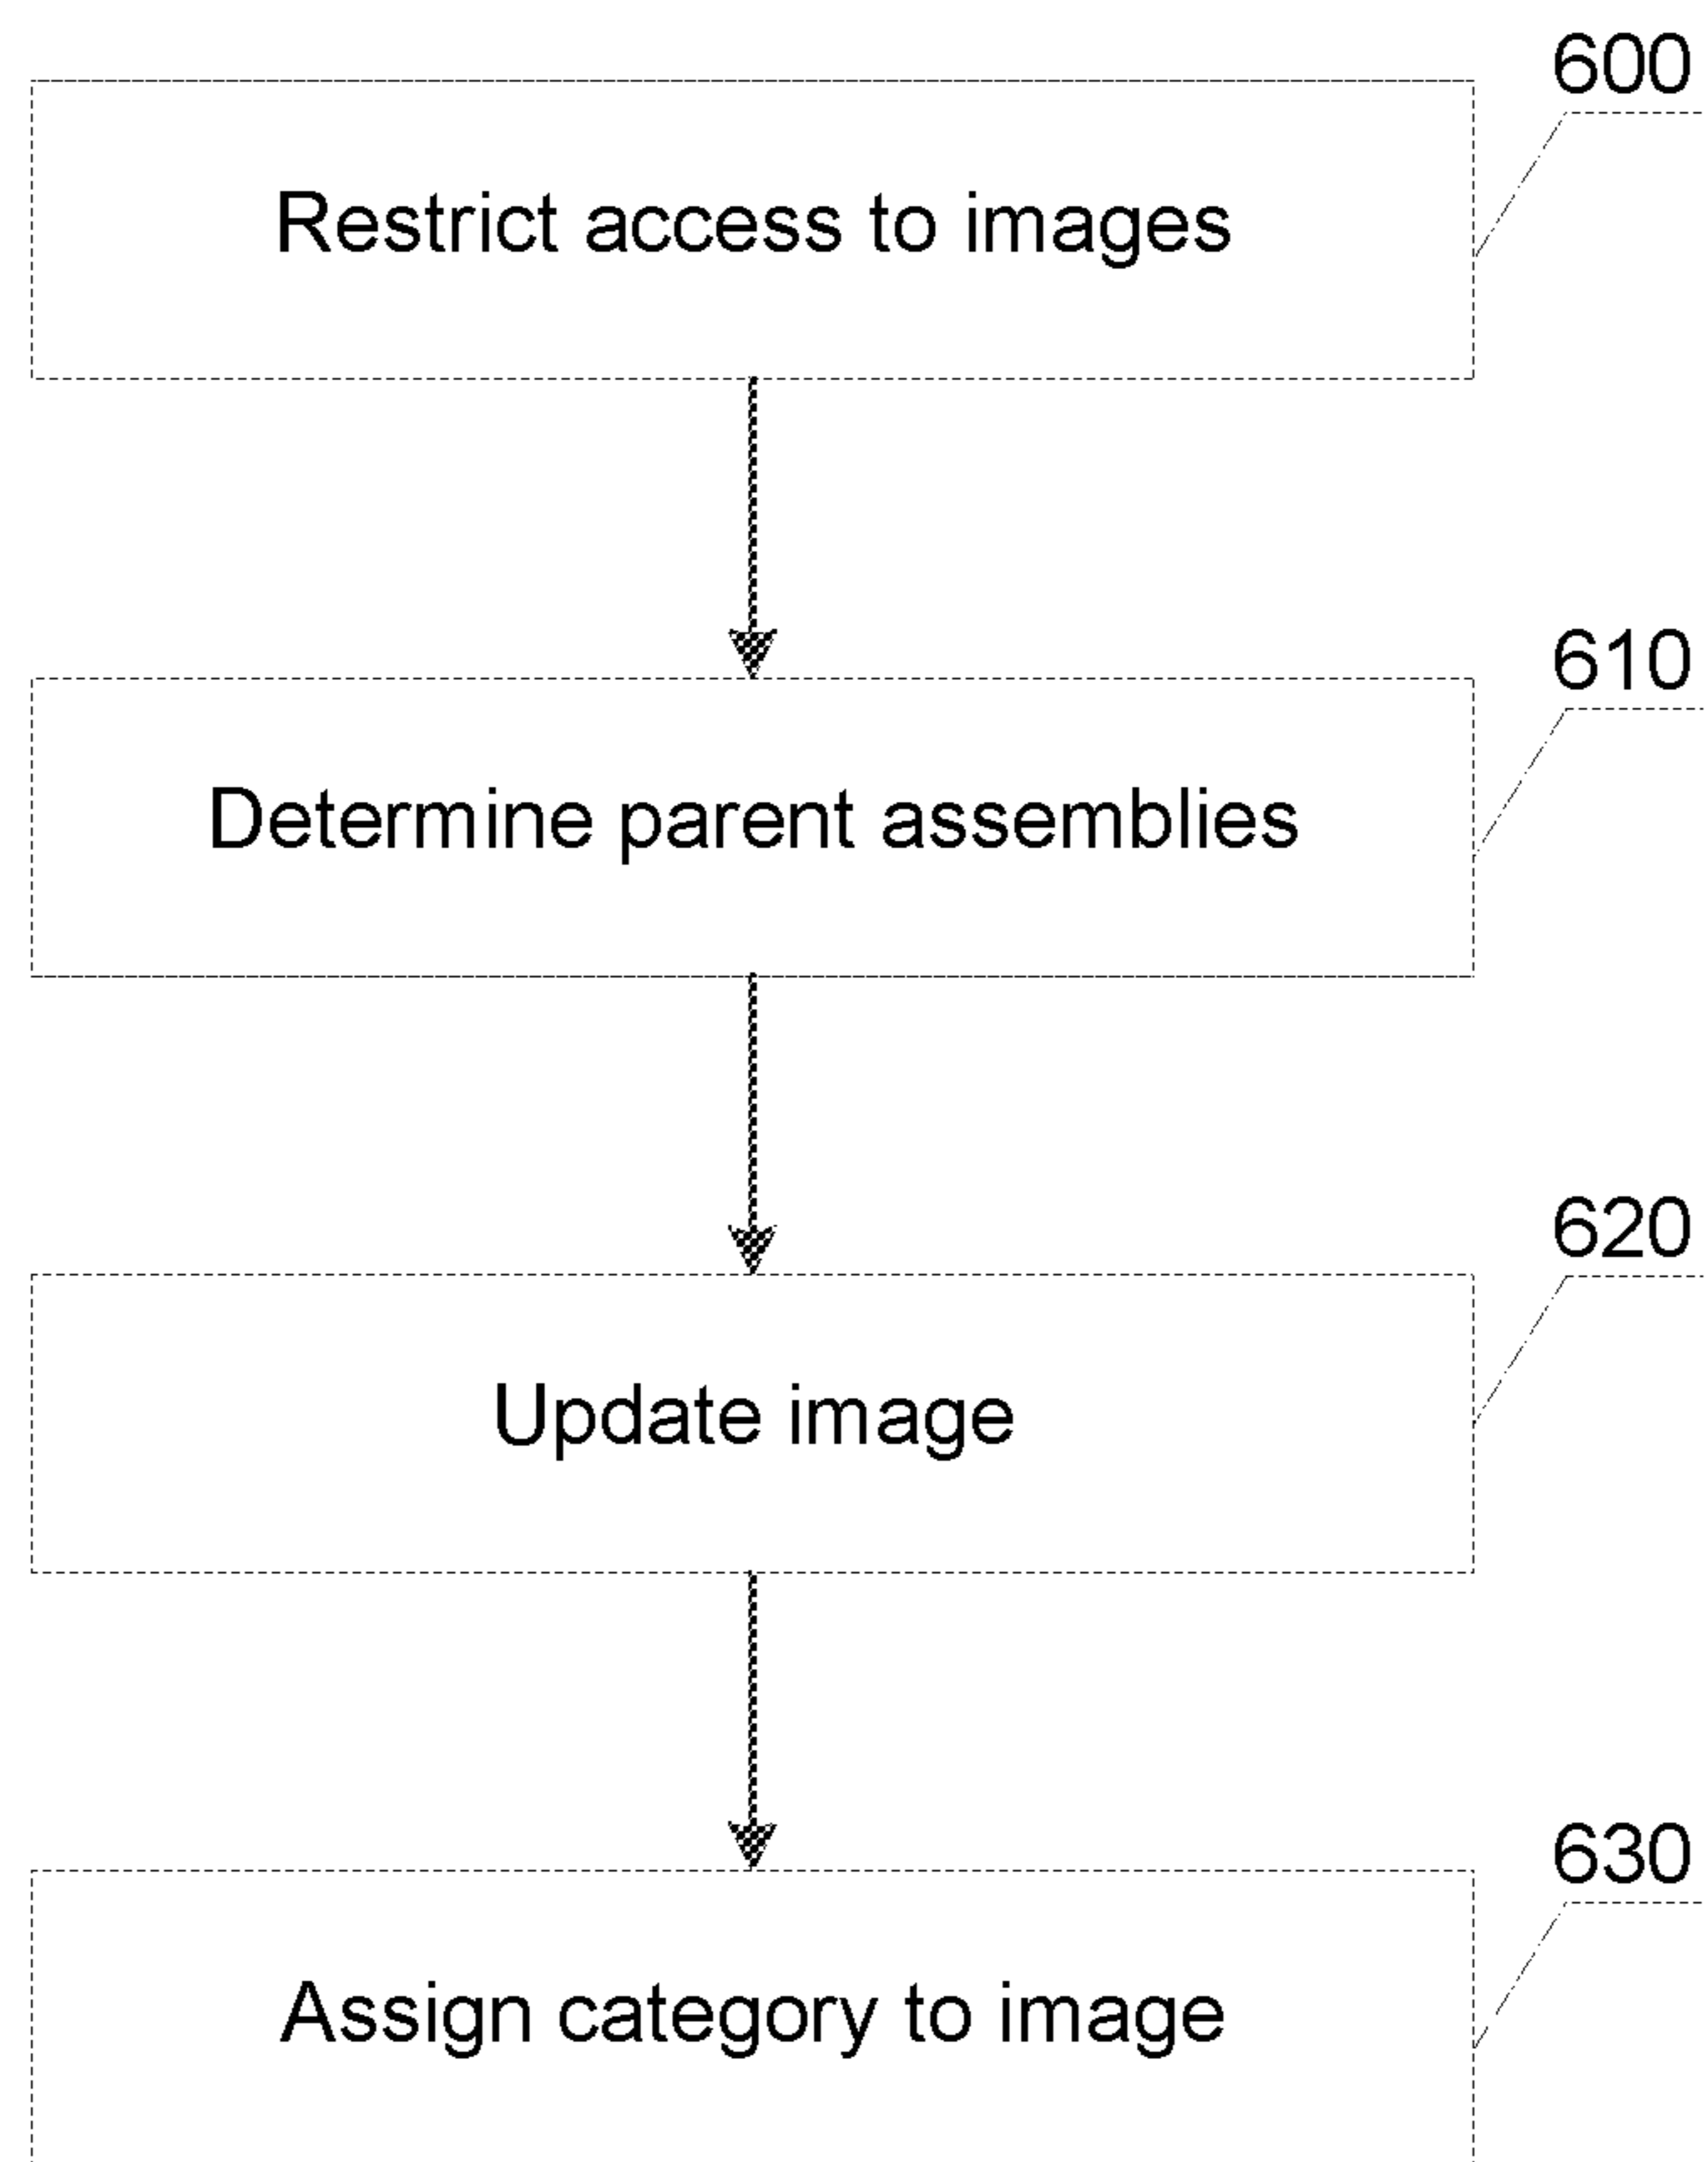 600
Restrict access to images
610
Determine parent assemblies
620
Update image
630
Assign category to image